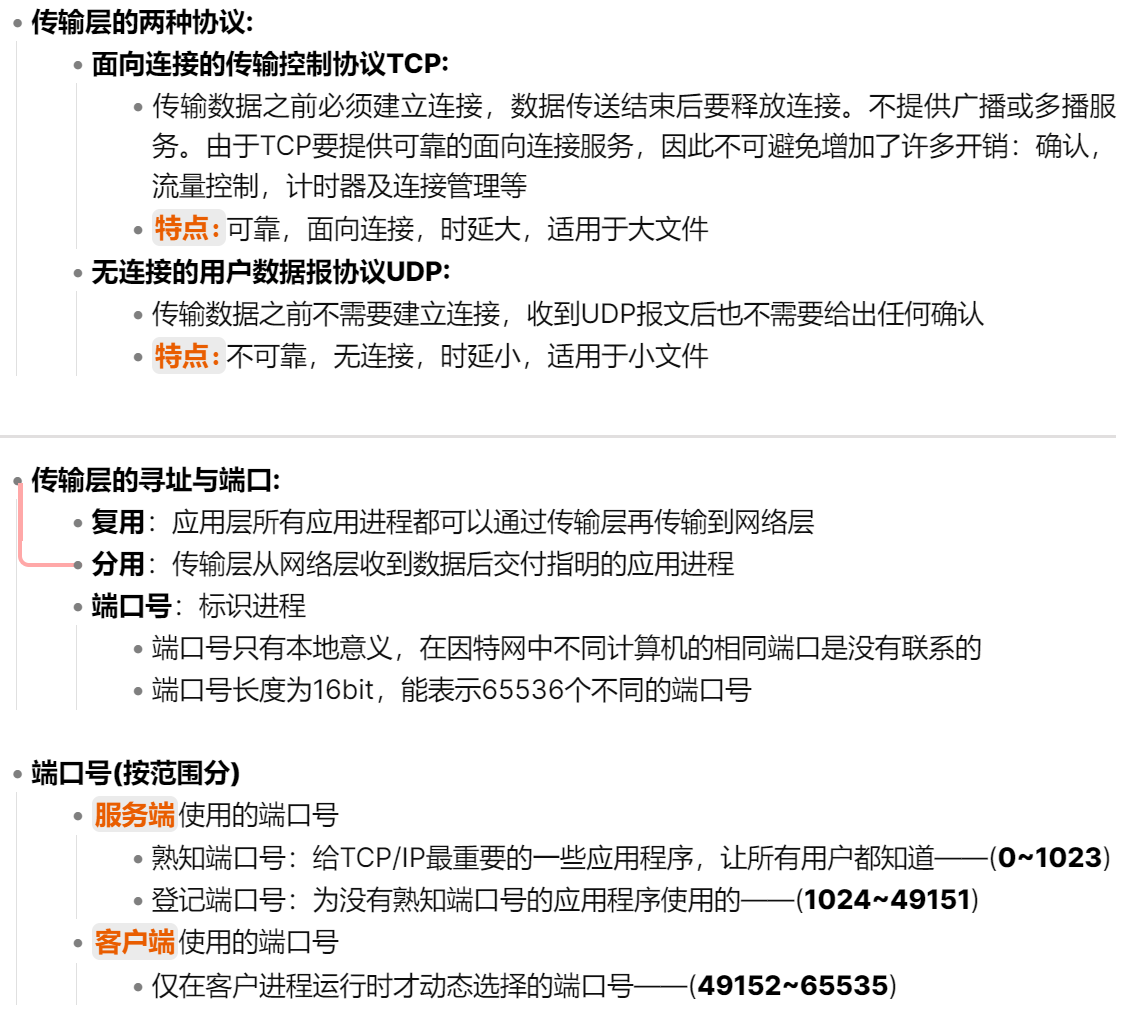 传输层的两种协议:
面向连接的传输控制协议TCP:
传输数据之前必须建立连接，数据传送结束后要释放连接。不提供广播或多播服
务。由于TCP要提供可靠的面向连接服务，因此不可避免增加了许多开销：确认，
流量控制，计时器及连接管理等
特点：可靠，面向连接，时延大，适用于大文件
无连接的用户数据报协议UDP:
传输数据之前不需要建立连接，收到UDP报文后也不需要给出任何确认
特点：不可靠，无连接，时延小，适用于小文件
传输层的寻址与端口:
复用：应用层所有应用进程都可以通过传输层再传输到网络层
分用：传输层从网络层收到数据后交付指明的应用进程
端口号：标识进程
端口号只有本地意义，在因特网中不同计算机的相同端口是没有联系的
端口号长度为16bit，能表示65536个不同的端口号
端口号(按范围分)
服务端使用的端口号
熟知端口号：给TCP/IP最重要的一些应用程序，让所有用户都知道——(0~1023)
登记端口号：为没有熟知端口号的应用程序使用的——(1024~49151)
客户端使用的端口号
仅在客户进程运行时才动态选择的端口号——(49152~65535)